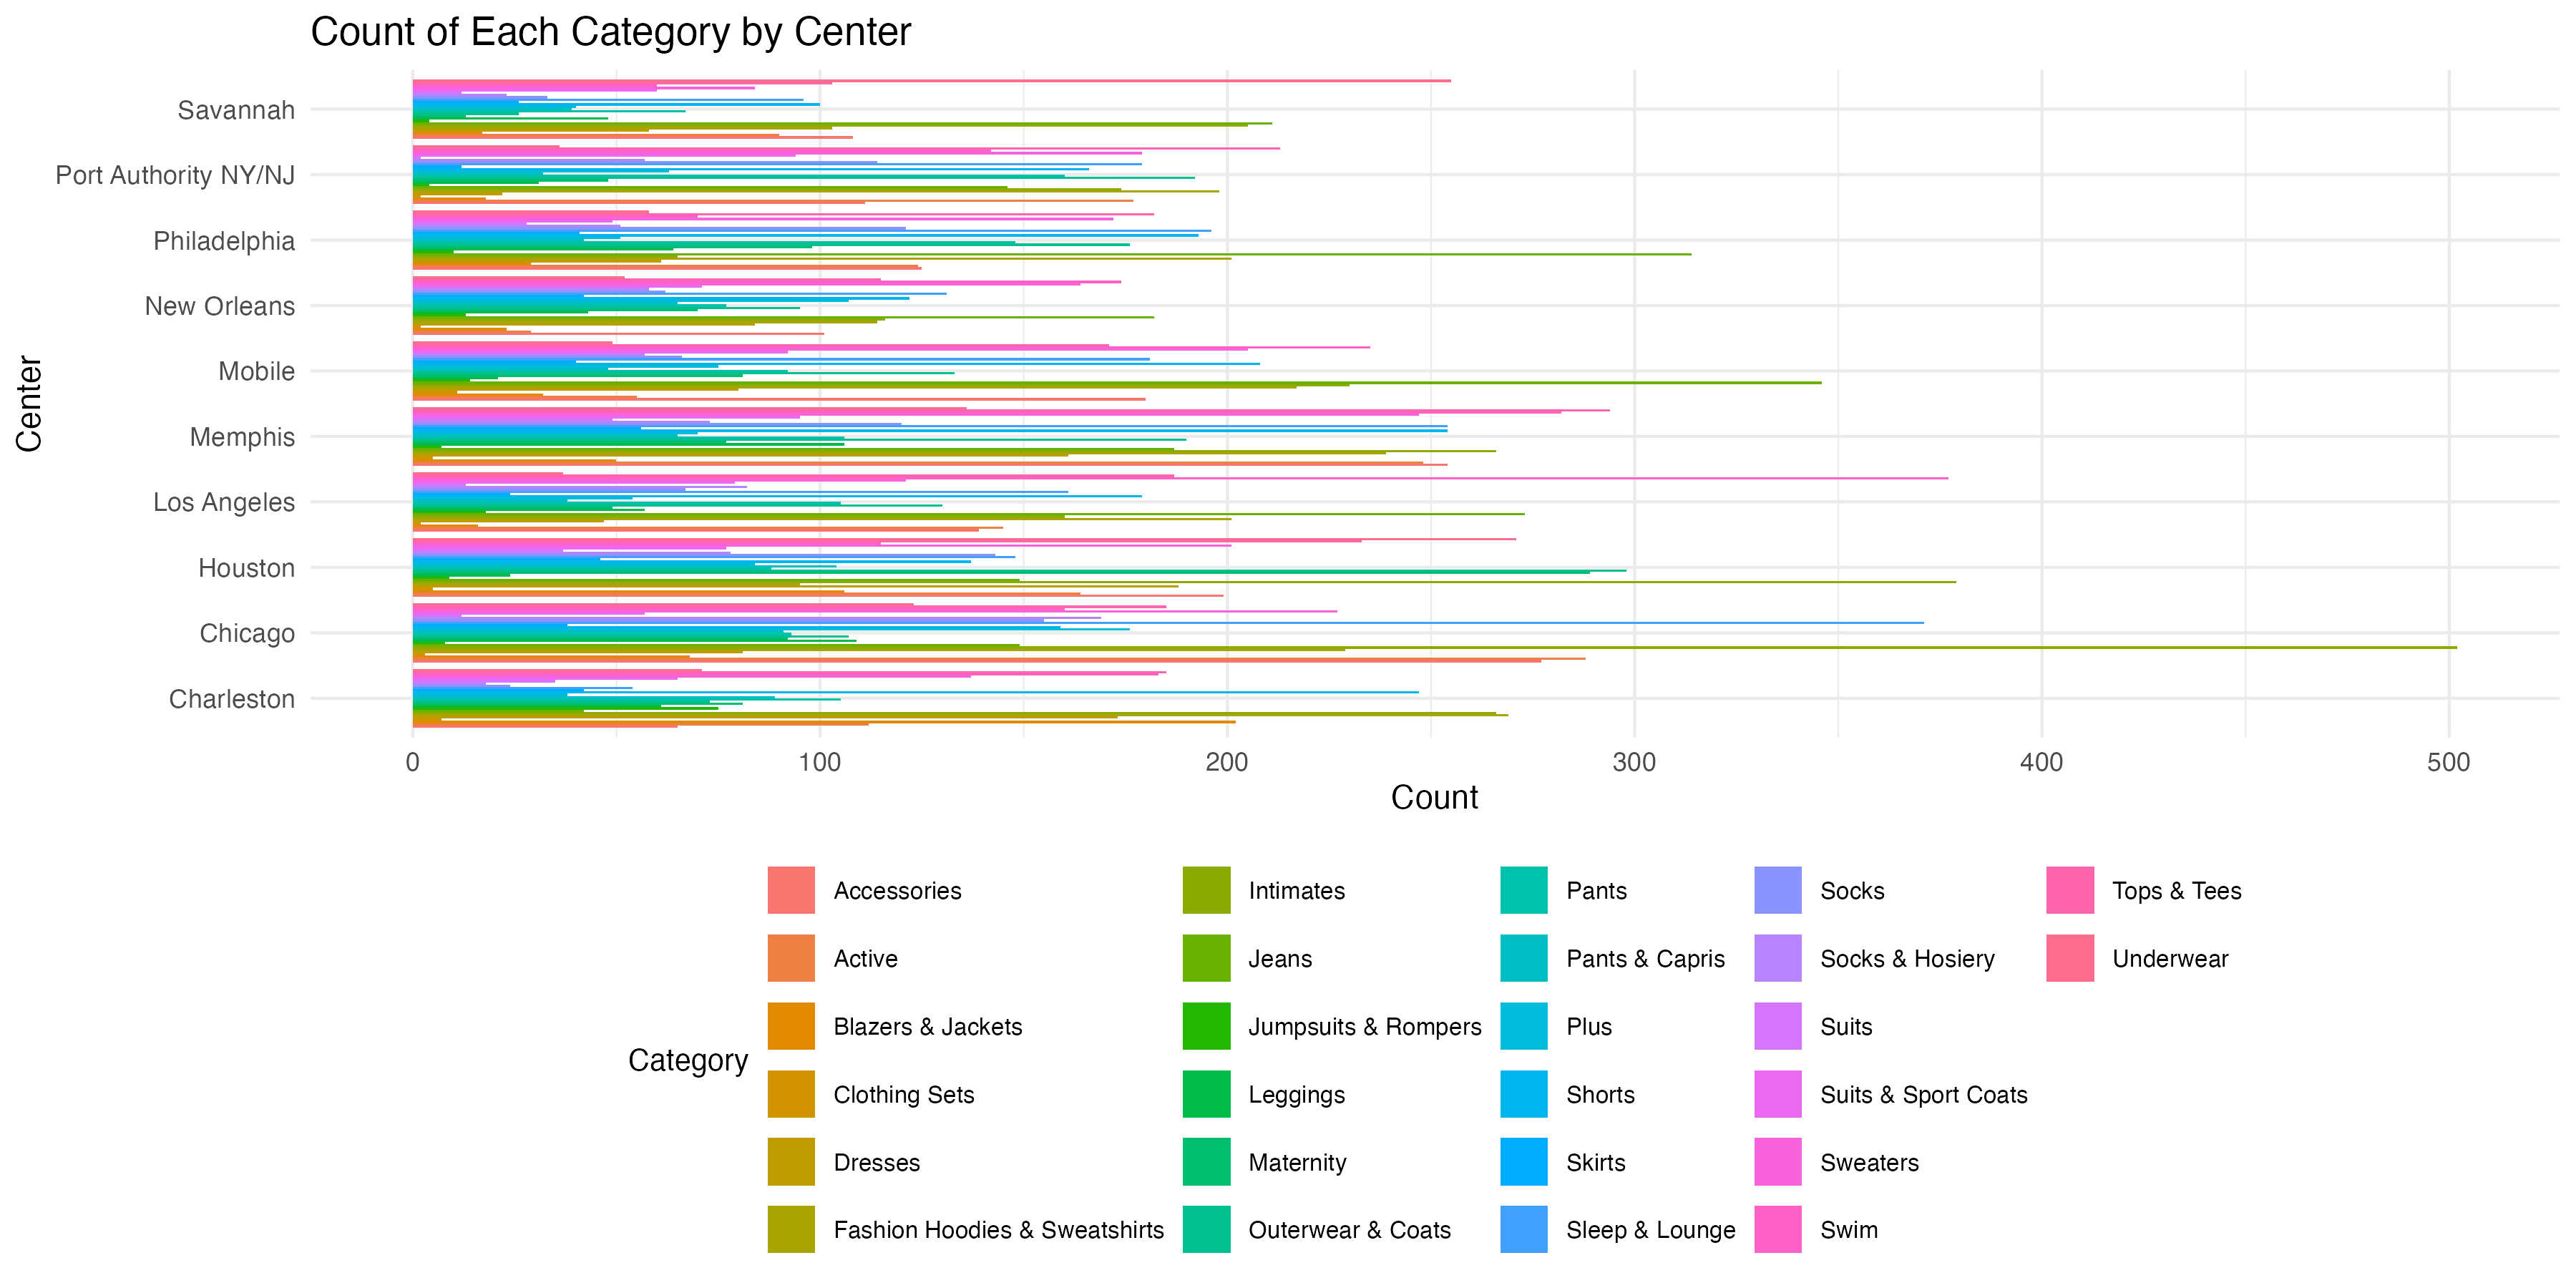 Count of Each Category by Center
Center
Savannah
Port Authority NY/NJ
Philadelphia
New Orleans
Mobile
Memphis
Los Angeles
Houston
Chicago
Charleston
0 100 200 300 400 500
Count
Category
Accessories
Active
Blazers & Jackets
Clothing Sets
Dresses
Fashion Hoodies & Sweatshirts
Intimates
Jeans
Jumpsuits & Rompers
Leggings
Maternity
Outerwear & Coats
Pants
Pants & Capris
Plus
Shorts
Skirts
Sleep & Lounge
Socks
Socks & Hosiery
Suits
Suits & Sport Coats
Sweaters
Swim
Tops & Tees
Underwear